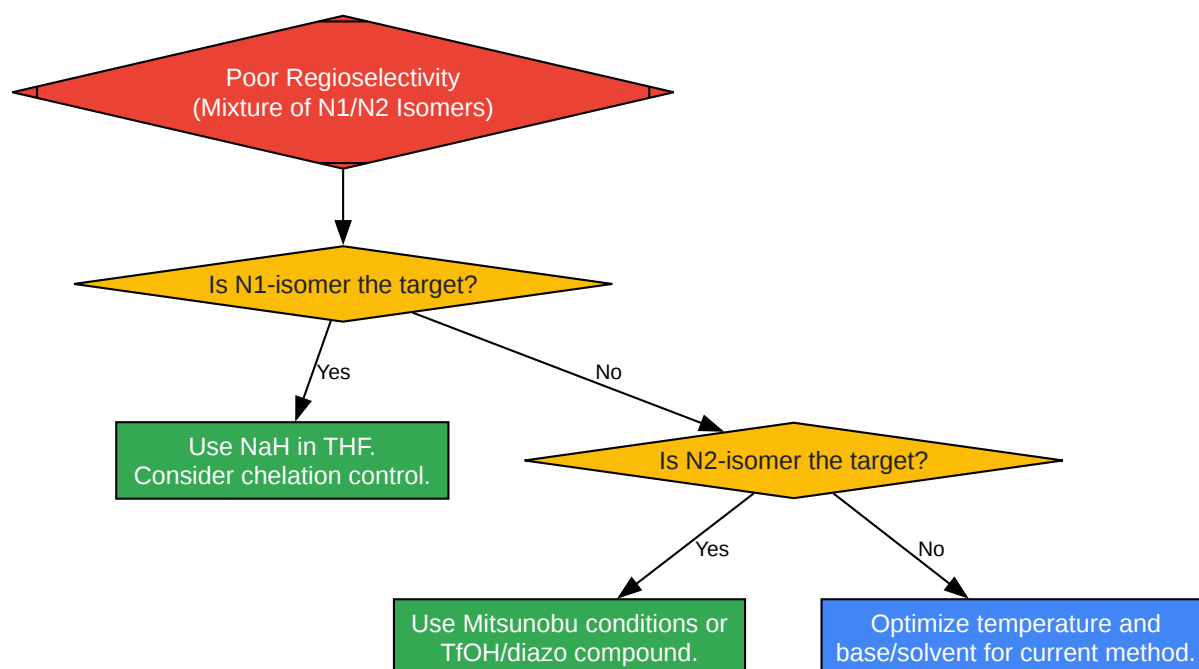 Poor Regioselectivity
(Mixture of N1/N2 Isomers)
Is N1-isomer the target?
Yes
No
Use NaH in THF.
Consider chelation control.
Is N2-isomer the target?
Yes
No
Use Mitsunobu conditions or
TfOH/diazo compound.
Optimize temperature and
base/solvent for current method.